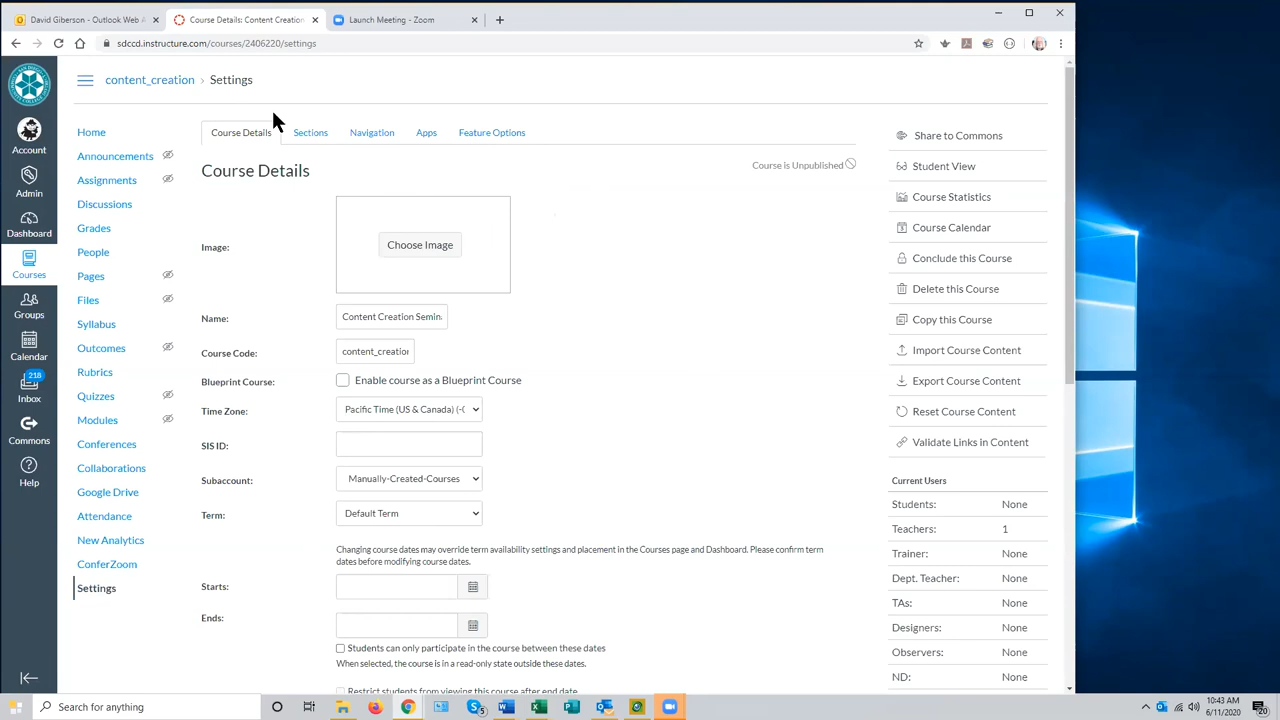 David Giberson - Outlook Web A
Course Details: Content Creation
Launch Meeting - Zoom
sdccd.instructure.com/courses/2406220/settings
content_creation › Settings
Account
Admin
Dashboard
Courses
Groups
Calendar
218
Inbox
Commons
Help
Home
Announcements
Assignments
Discussions
Grades
People
Pages
Files
Syllabus
Outcomes
Rubrics
Quizzes
Modules
Conferences
Collaborations
Google Drive
Attendance
New Analytics
ConferZoom
Settings
Course Details
Sections
Navigation
Apps
Feature Options
Course Details
Course is Unpublished
Image:
Choose Image
Name:
Content Creation Semin
Course Code:
content_creation
Blueprint Course:
Enable course as a Blueprint Course
Time Zone:
Pacific Time (US & Canada) (-0
SIS ID:
Subaccount:
Manually-Created-Courses
Term:
Default Term
Changing course dates may override term availability settings and placement in the Courses page and Dashboard. Please confirm term
dates before modifying course dates.
Starts:
Ends:
Students can only participate in the course between these dates
When selected, the course is in a read-only state outside these dates.
Restrict students from viewing this course after end date
Share to Commons
Student View
Course Statistics
Course Calendar
Conclude this Course
Delete this Course
Copy this Course
Import Course Content
Export Course Content
Reset Course Content
Validate Links in Content
Current Users
Students: None
Teachers: 1
Trainer: None
Dept. Teacher: None
TAs: None
Designers: None
Observers: None
ND: None
Search for anything
5
10:43 AM
6/11/2020
20